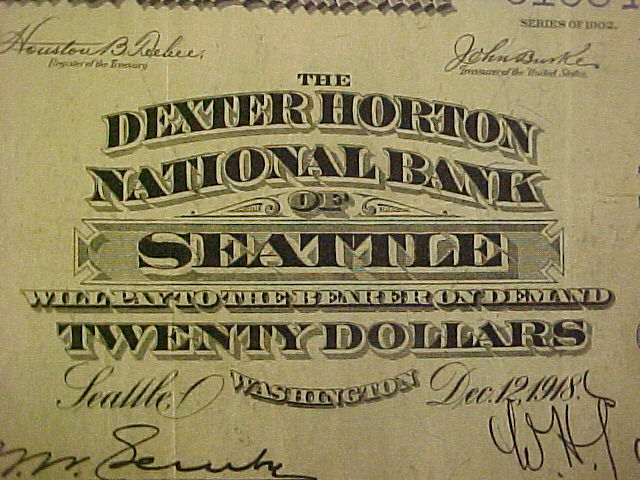 SERIES OF 1902.
Houston B. Teehee,
Register of the Treasury
John Burke
Treasurer of the United States.
THE
DEXTER HORTON
NATIONAL BANK
OF
SEATTLE
WILL PAY TO THE BEARER ON DEMAND
TWENTY DOLLARS
Seattle, WASHINGTON Dec. 12, 1918.